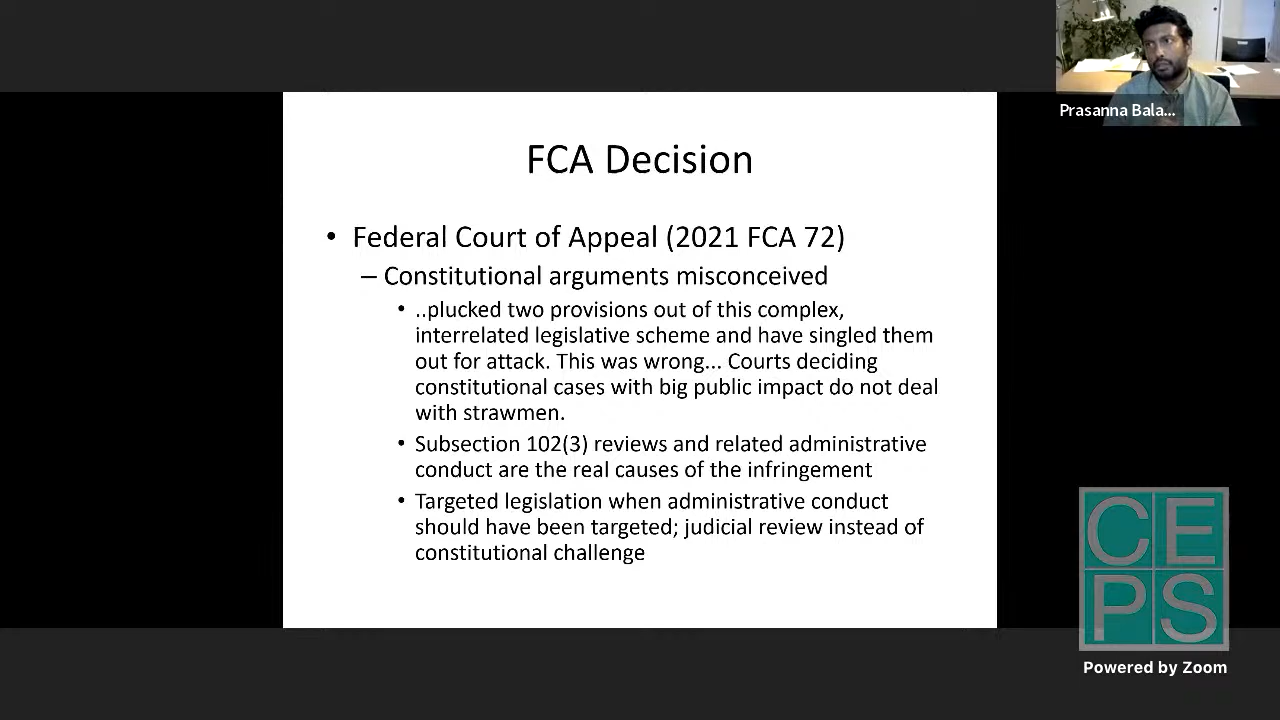 Prasanna Bala...
FCA Decision
• Federal Court of Appeal (2021 FCA 72)
– Constitutional arguments misconceived
• ..plucked two provisions out of this complex,
interrelated legislative scheme and have singled them
out for attack. This was wrong... Courts deciding
constitutional cases with big public impact do not deal
with strawmen.
• Subsection 102(3) reviews and related administrative
conduct are the real causes of the infringement
• Targeted legislation when administrative conduct
should have been targeted; judicial review instead of
constitutional challenge
CE
PS
Powered by Zoom